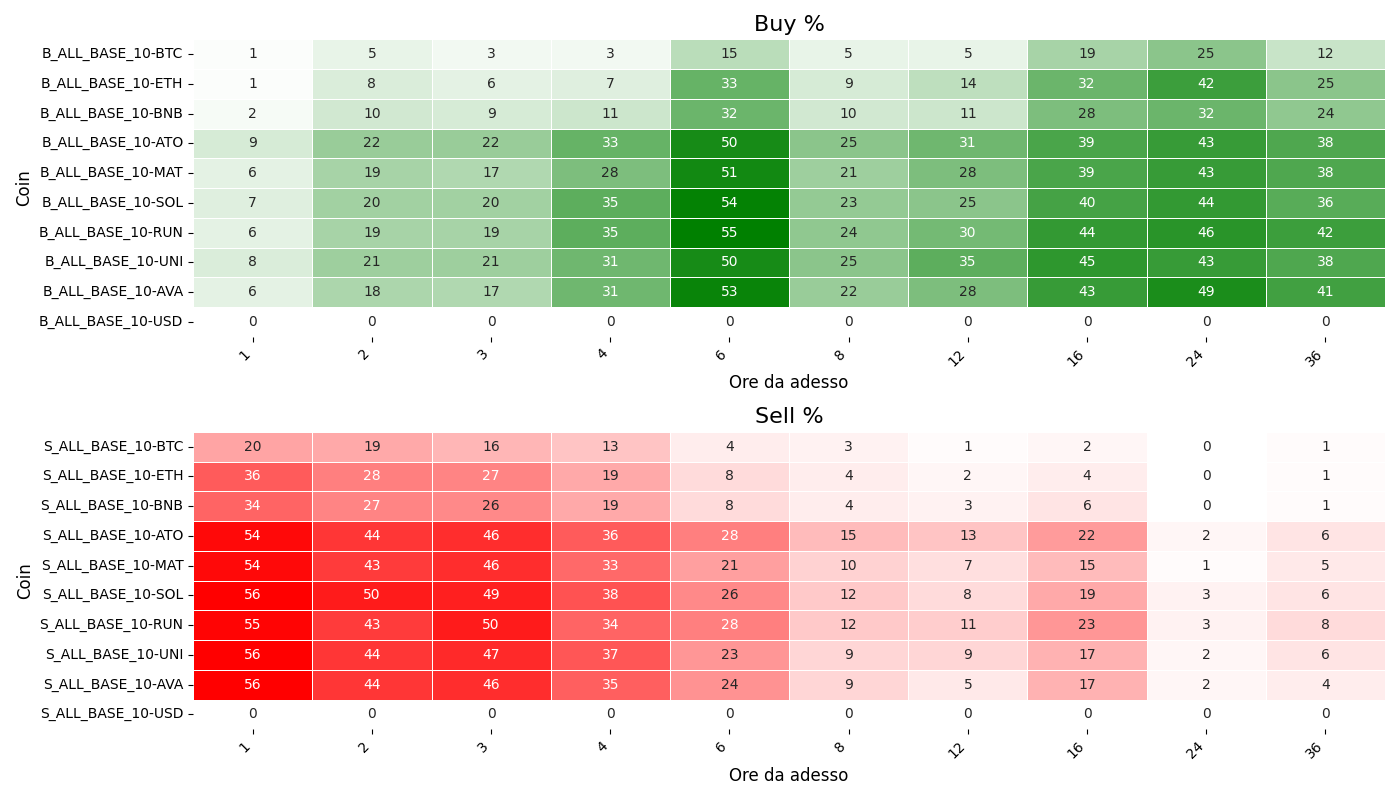 Buy %
Coin
B_ALL_BASE_10-BTC 1 5 3 3 15 5 5 19 25 12
B_ALL_BASE_10-ETH 1 8 6 7 33 9 14 32 42 25
B_ALL_BASE_10-BNB 2 10 9 11 32 10 11 28 32 24
B_ALL_BASE_10-ATO 9 22 22 33 50 25 31 39 43 38
B_ALL_BASE_10-MAT 6 19 17 28 51 21 28 39 43 38
B_ALL_BASE_10-SOL 7 20 20 35 54 23 25 40 44 36
B_ALL_BASE_10-RUN 6 19 19 35 55 24 30 44 46 42
B_ALL_BASE_10-UNI 8 21 21 31 50 25 35 45 43 38
B_ALL_BASE_10-AVA 6 18 17 31 53 22 28 43 49 41
B_ALL_BASE_10-USD 0 0 0 0 0 0 0 0 0 0
1 2 3 4 6 8 12 16 24 36
Ore da adesso
Sell %
Coin
S_ALL_BASE_10-BTC 20 19 16 13 4 3 1 2 0 1
S_ALL_BASE_10-ETH 36 28 27 19 8 4 2 4 0 1
S_ALL_BASE_10-BNB 34 27 26 19 8 4 3 6 0 1
S_ALL_BASE_10-ATO 54 44 46 36 28 15 13 22 2 6
S_ALL_BASE_10-MAT 54 43 46 33 21 10 7 15 1 5
S_ALL_BASE_10-SOL 56 50 49 38 26 12 8 19 3 6
S_ALL_BASE_10-RUN 55 43 50 34 28 12 11 23 3 8
S_ALL_BASE_10-UNI 56 44 47 37 23 9 9 17 2 6
S_ALL_BASE_10-AVA 56 44 46 35 24 9 5 17 2 4
S_ALL_BASE_10-USD 0 0 0 0 0 0 0 0 0 0
1 2 3 4 6 8 12 16 24 36
Ore da adesso